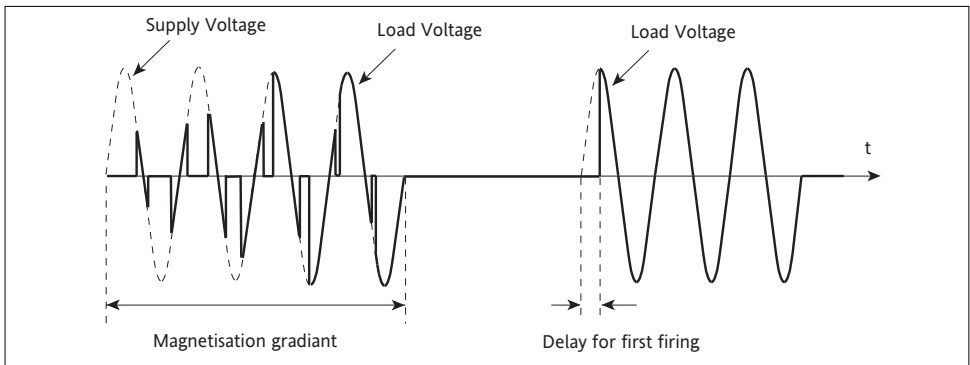 Supply Voltage
Load Voltage
Load Voltage
t
Magnetisation gradiant
Delay for first firing